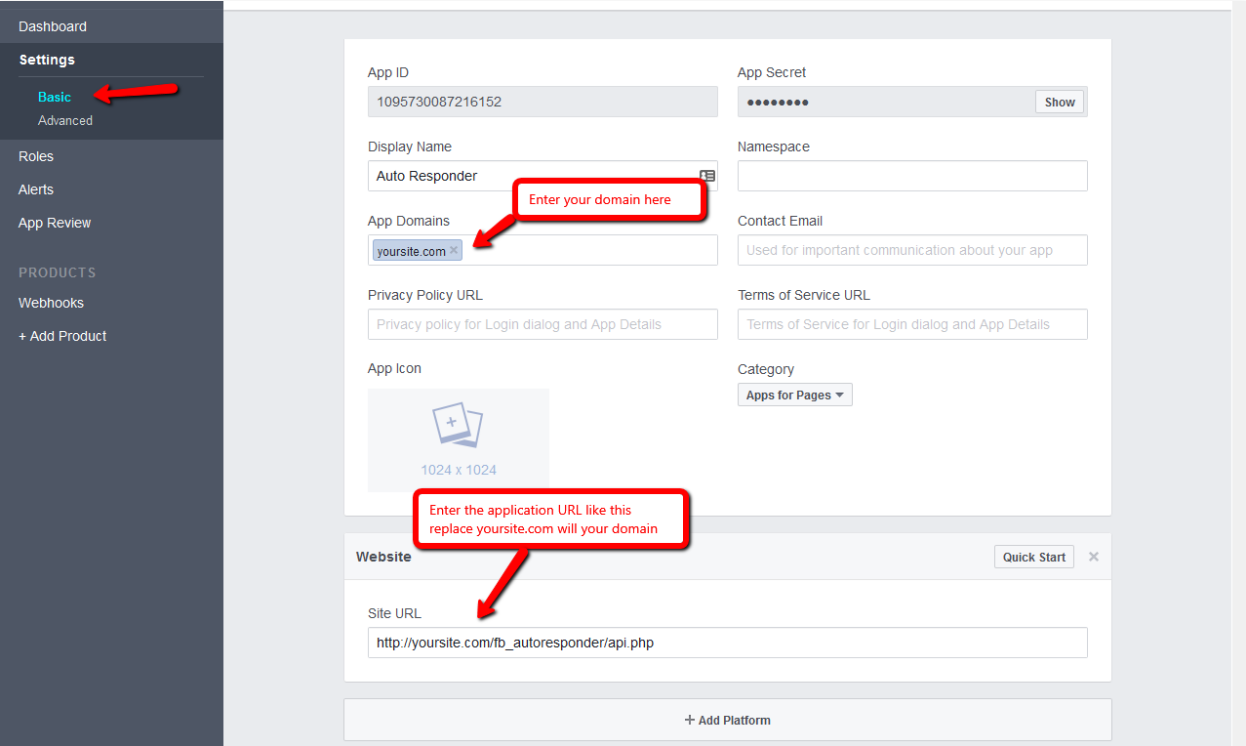 Dashboard
Settings
Basic
Advanced
Roles
Alerts
App Review
PRODUCTS
Webhooks
+ Add Product
App ID
1095730087216152
App Secret
●●●●●●●●
Show
Display Name
Auto Responder
Namespace
Enter your domain here
App Domains
yoursite.com ×
Contact Email
Used for important communication about your app
Privacy Policy URL
Privacy policy for Login dialog and App Details
Terms of Service URL
Terms of Service for Login dialog and App Details
App Icon
1024 x 1024
Category
Apps for Pages
Enter the application URL like this
replace yoursite.com will your domain
Website
Quick Start
×
Site URL
http://yoursite.com/fb_autoresponder/api.php
+ Add Platform